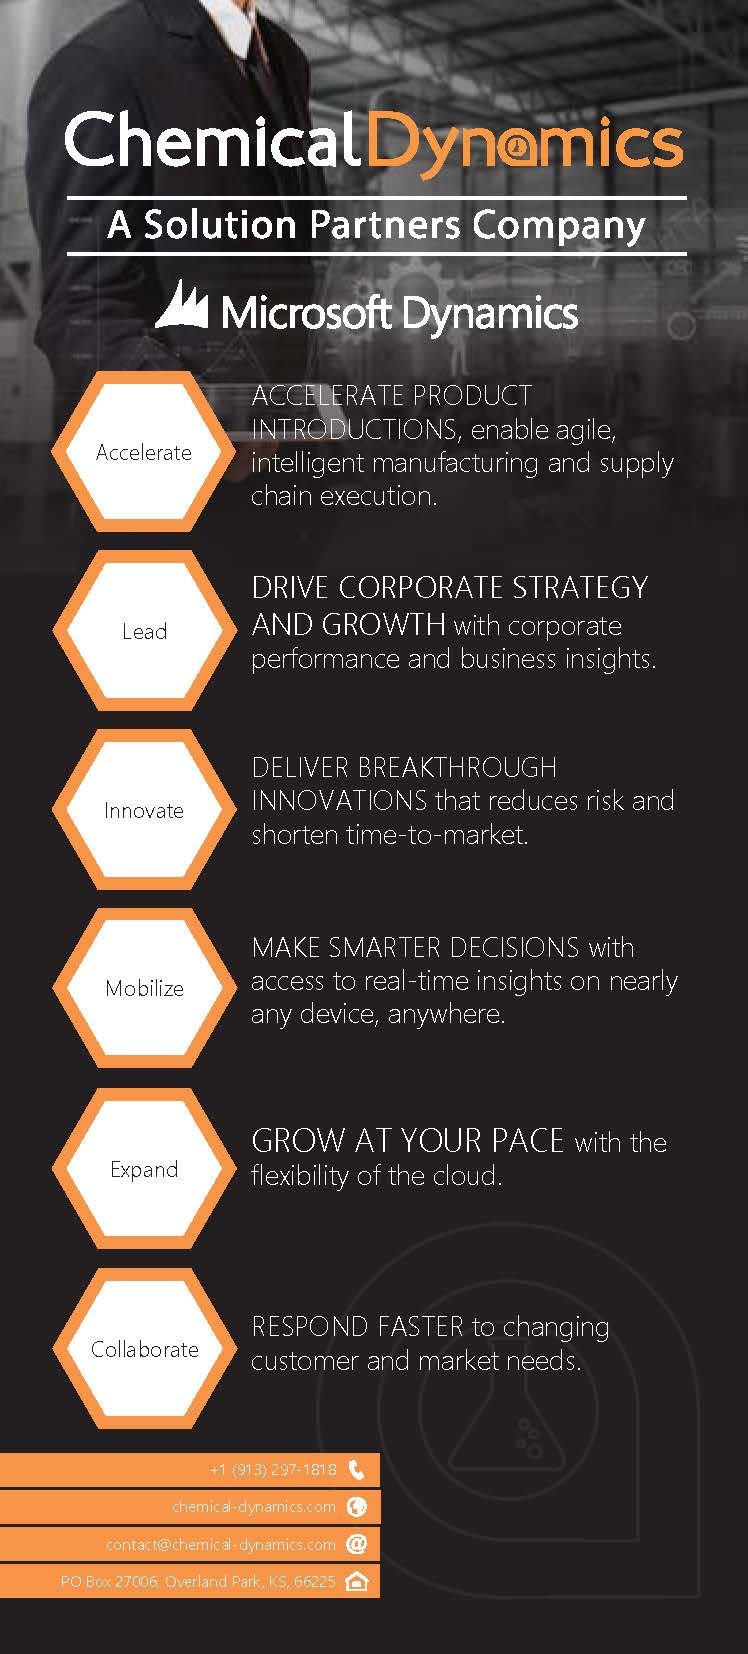 ChemicalDynamics
A Solution Partners Company
Microsoft Dynamics
Accelerate
ACCELERATE PRODUCT
INTRODUCTIONS, enable agile,
intelligent manufacturing and supply
chain execution.
Lead
DRIVE CORPORATE STRATEGY
AND GROWTH with corporate
performance and business insights.
Innovate
DELIVER BREAKTHROUGH
INNOVATIONS that reduces risk and
shorten time-to-market.
Mobilize
MAKE SMARTER DECISIONS with
access to real-time insights on nearly
any device, anywhere.
Expand
GROW AT YOUR PACE with the
flexibility of the cloud.
Collaborate
RESPOND FASTER to changing
customer and market needs.
+1 (913) 297-1818
chemical-dynamics.com
contact@chemical-dynamics.com
PO Box 27006, Overland Park, KS, 66225